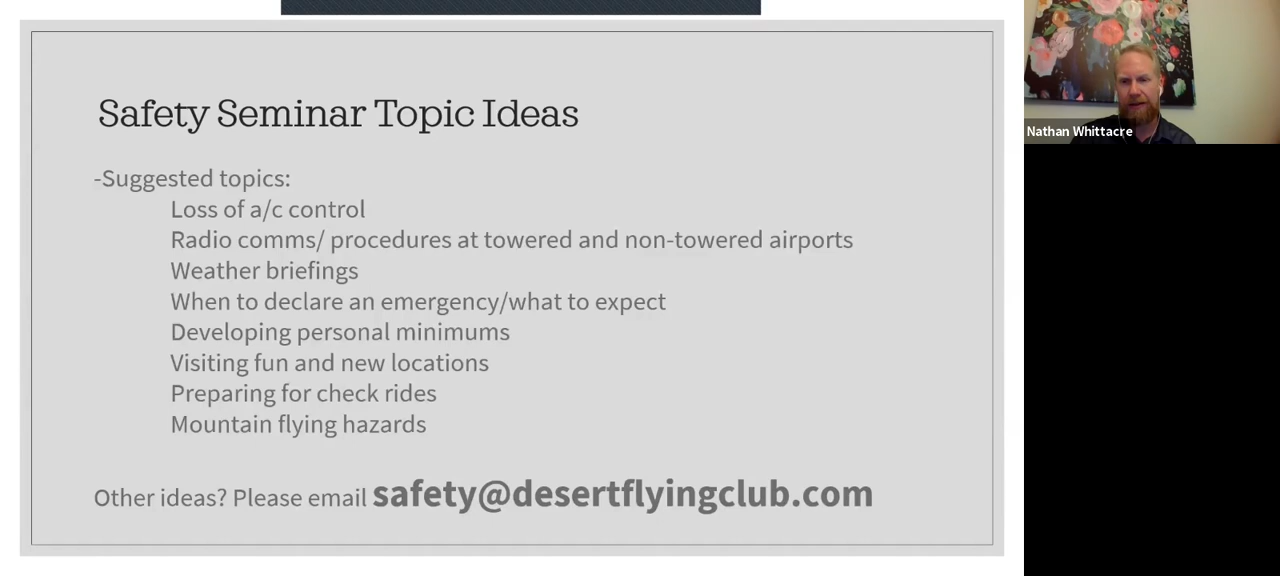 Safety Seminar Topic Ideas
-Suggested topics:
Loss of a/c control
Radio comms/ procedures at towered and non-towered airports
Weather briefings
When to declare an emergency/what to expect
Developing personal minimums
Visiting fun and new locations
Preparing for check rides
Mountain flying hazards
Other ideas? Please email safety@desertflyingclub.com
Nathan Whittacre